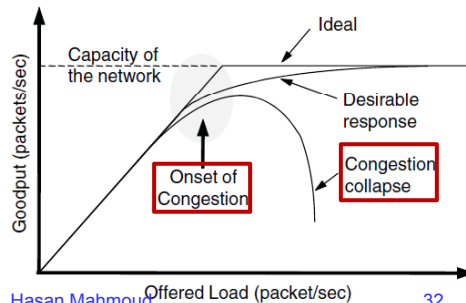 Ideal
Capacity of
the network
Desirable
response
Onset of
Congestion
Congestion
collapse
Goodput (packets/sec)
Offered Load (packet/sec)
Hasan Mahmoud
32